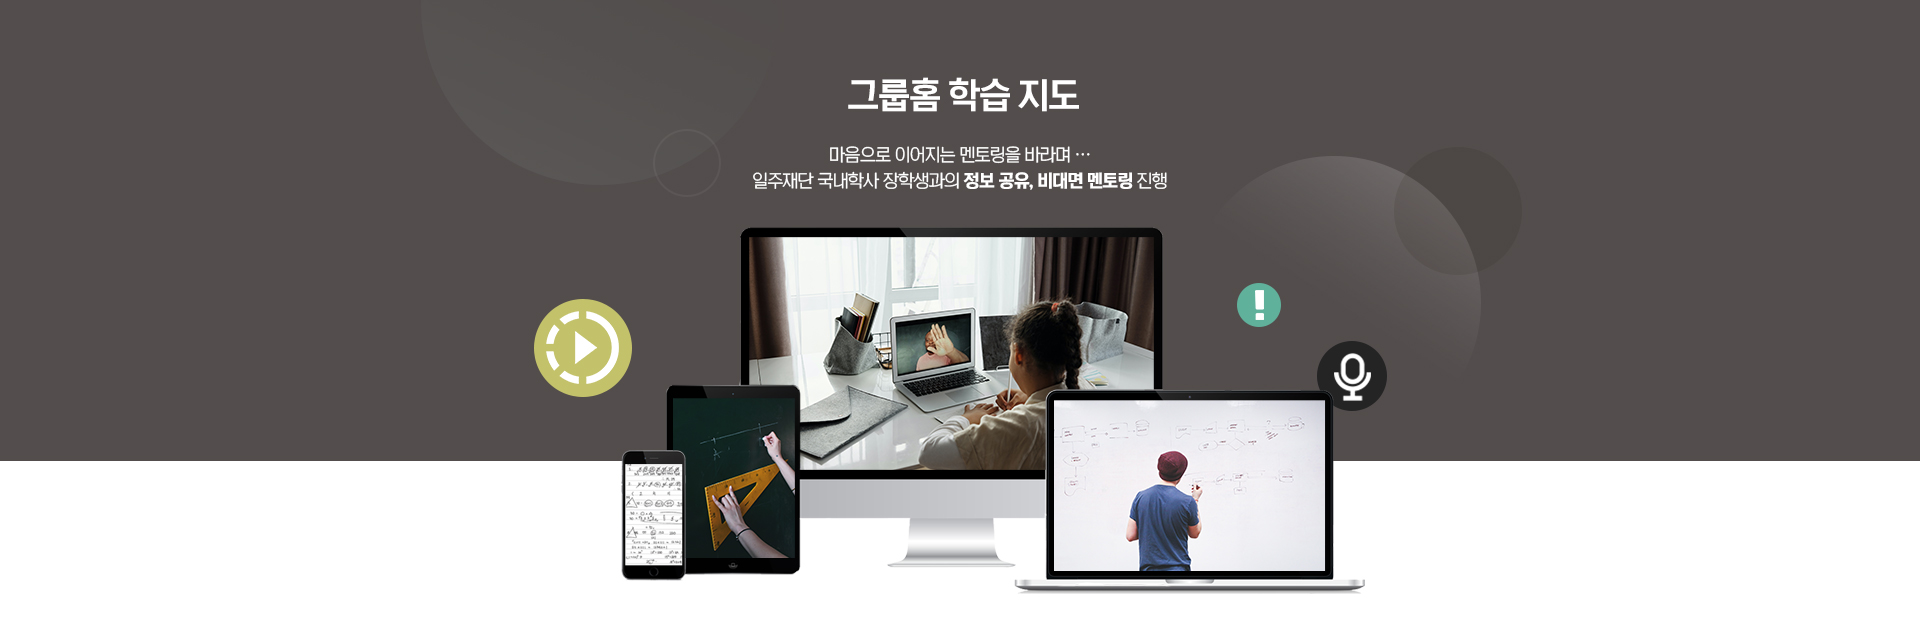 그룹홈 학습 지도
마음으로 이어지는 멘토링을 바라며 …
일주재단 국내학사 장학생과의 정보 공유, 비대면 멘토링 진행